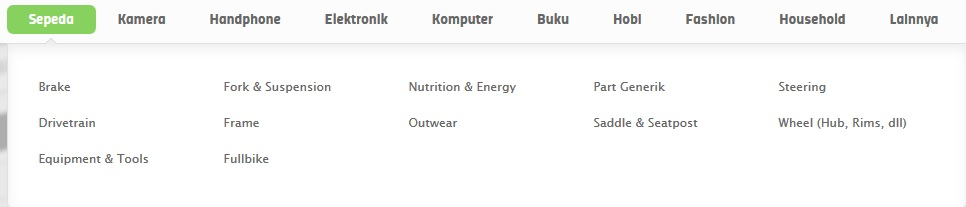 Sepeda Kamera Handphone Elektronik Komputer Buku Hobi Fashion Household Lainnya
Brake Fork & Suspension Nutrition & Energy Part Generik Steering
Drivetrain Frame Outwear Saddle & Seatpost Wheel (Hub, Rims, dll)
Equipment & Tools Fullbike